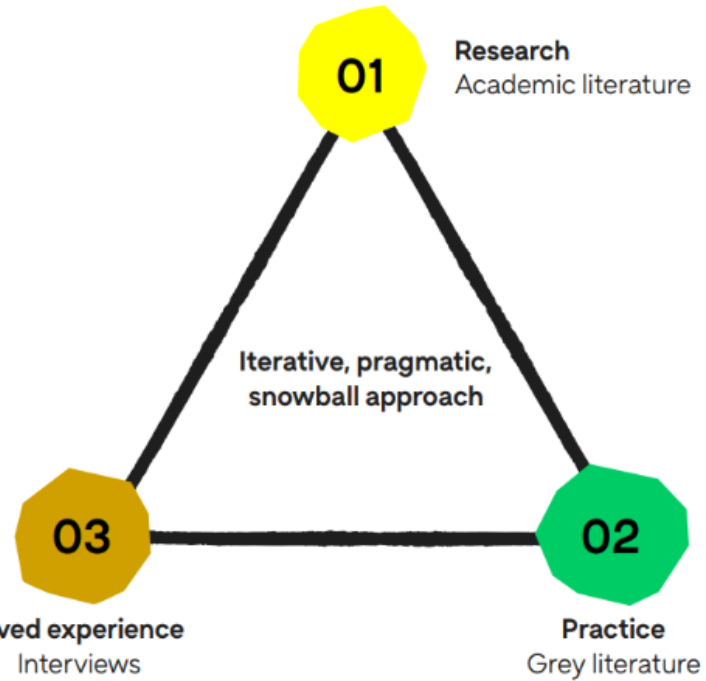 01
Research
Academic literature
Iterative, pragmatic,
snowball approach
03
02
ved experience
Interviews
Practice
Grey literature